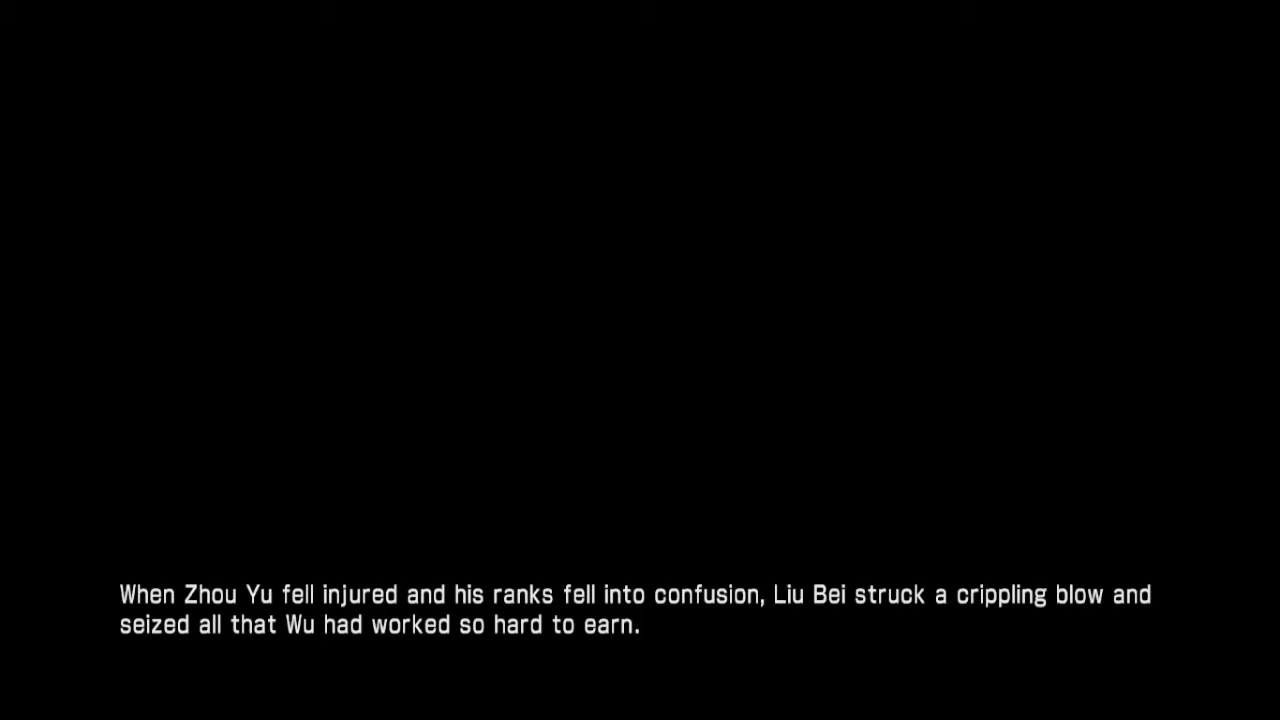 When Zhou Yu fell injured and his ranks fell into confusion, Liu Bei struck a crippling blow and
seized all that Wu had worked so hard to earn.